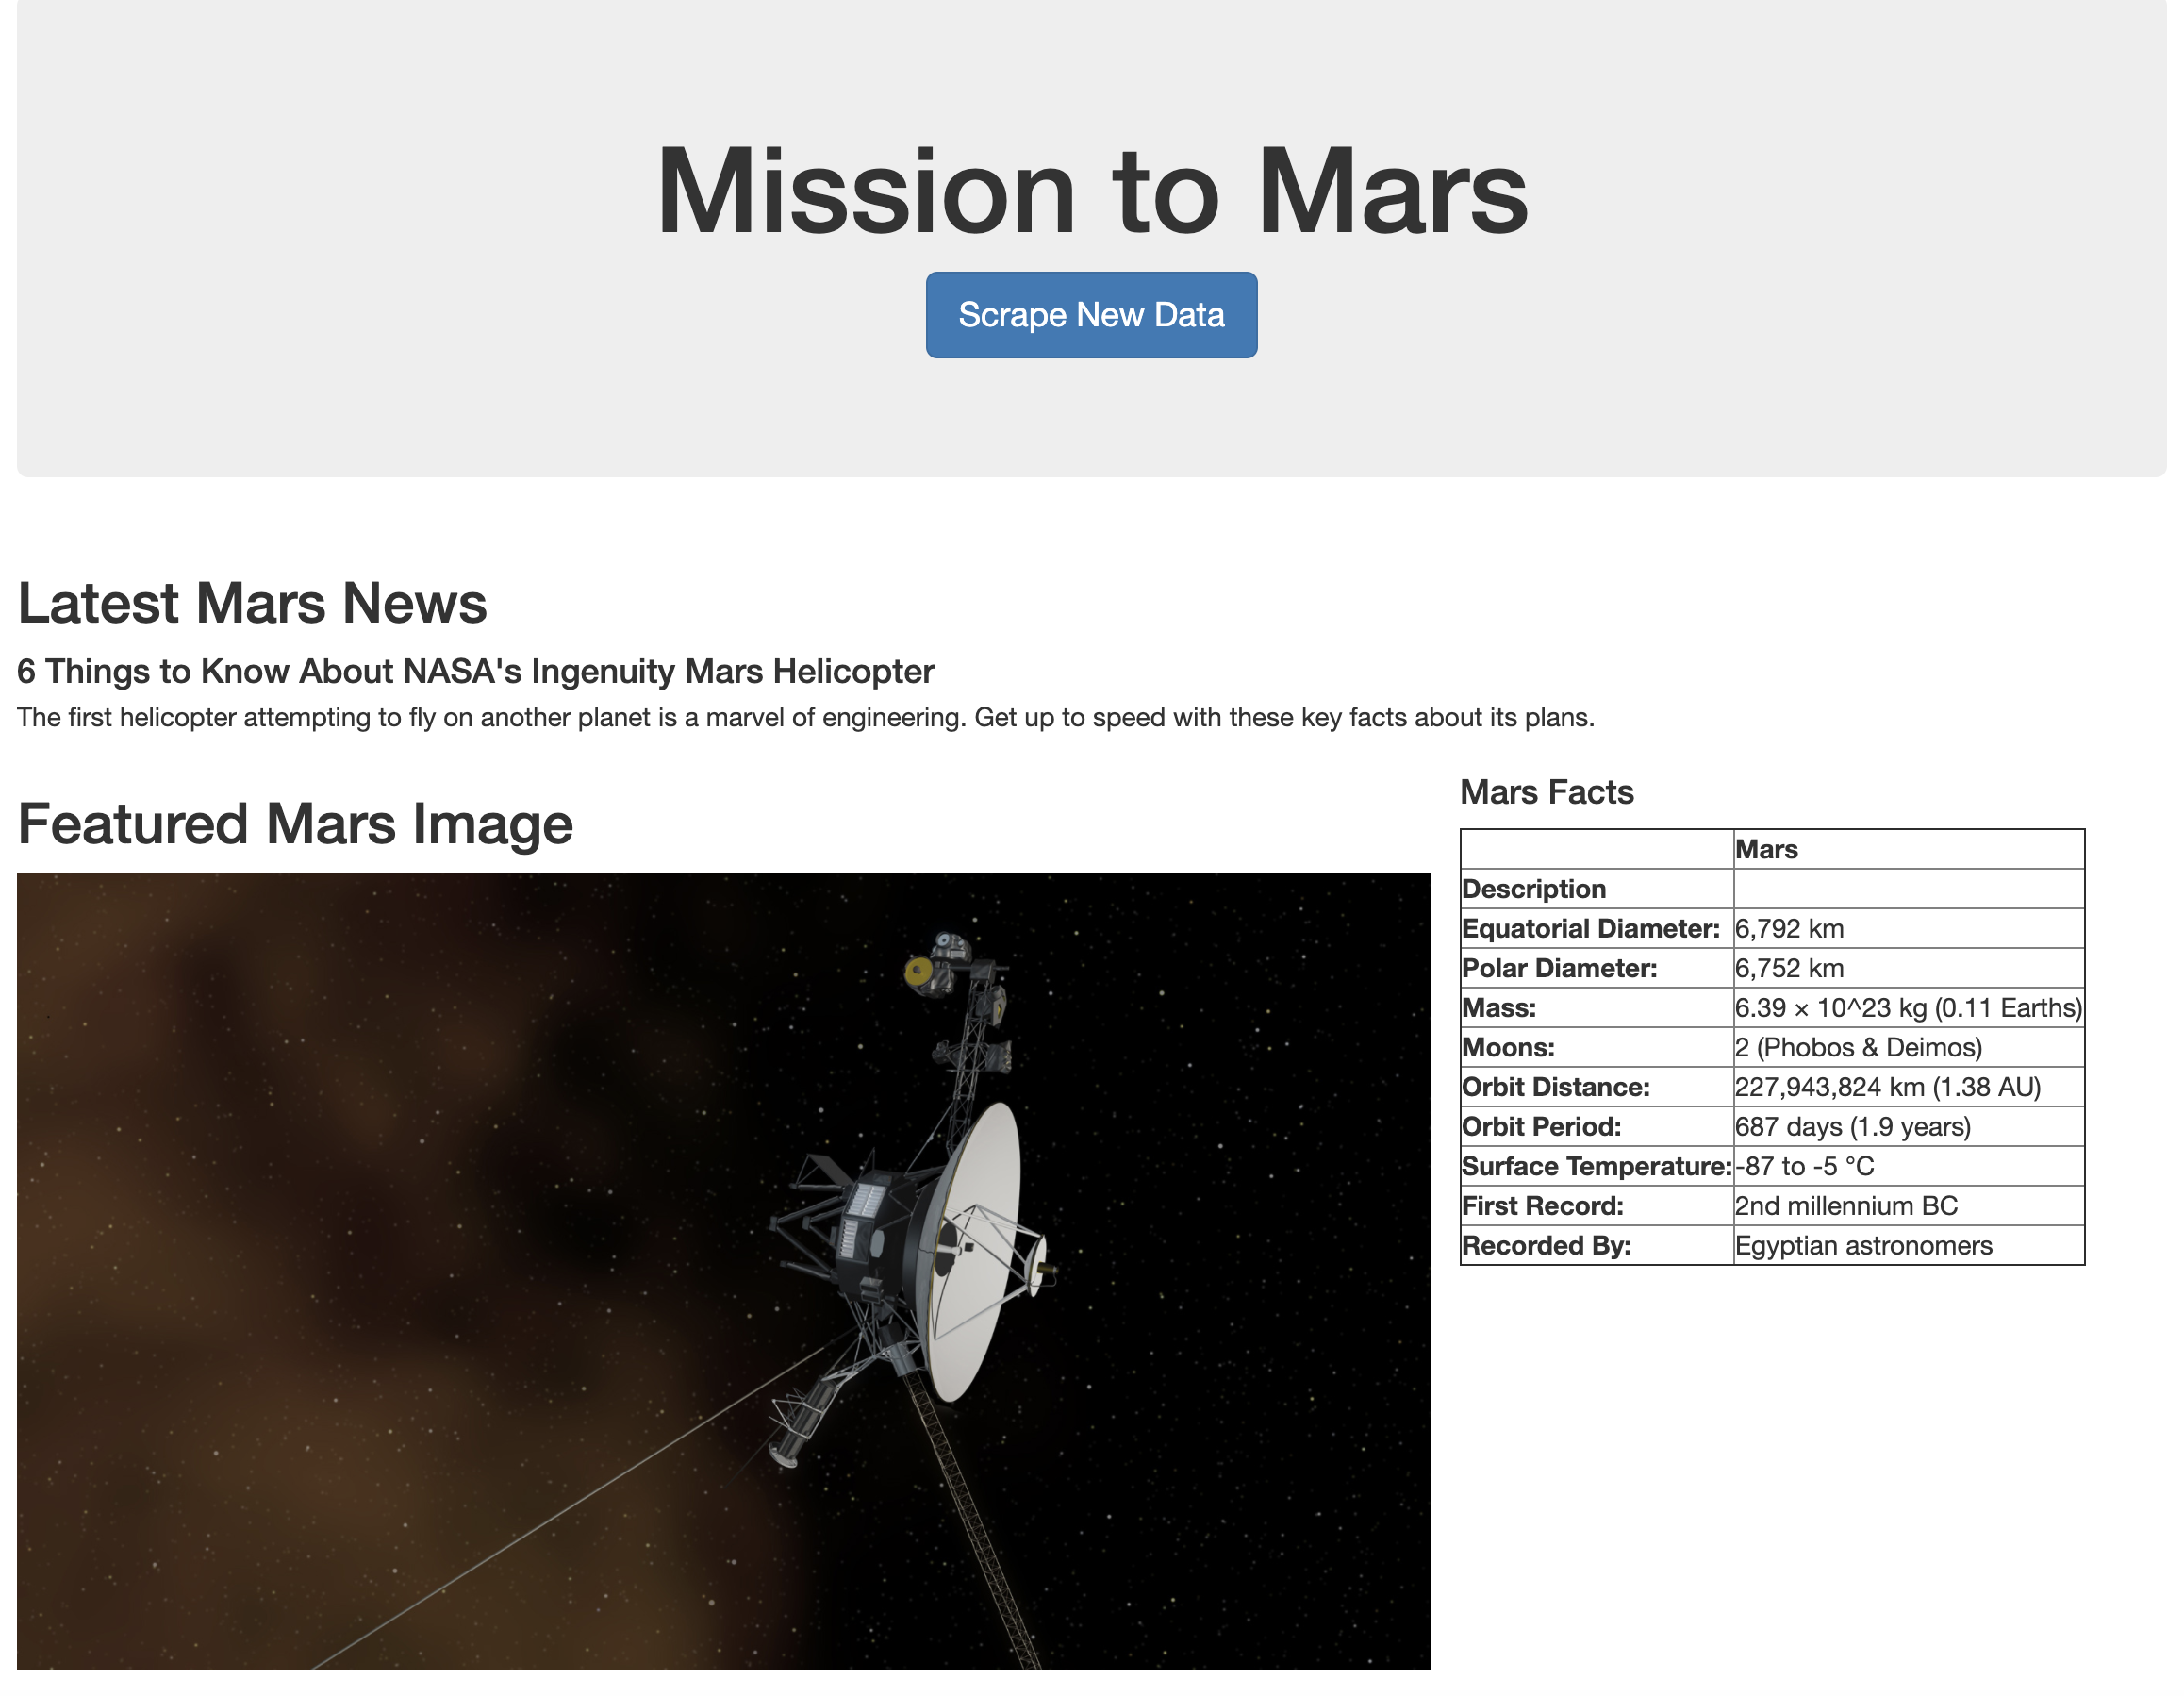 Mission to Mars
Scrape New Data
Latest Mars News
6 Things to Know About NASA's Ingenuity Mars Helicopter
The first helicopter attempting to fly on another planet is a marvel of engineering. Get up to speed with these key facts about its plans.
Featured Mars Image
Mars Facts
Mars
Description
Equatorial Diameter: 6,792 km
Polar Diameter: 6,752 km
Mass: 6.39 × 10^23 kg (0.11 Earths)
Moons: 2 (Phobos & Deimos)
Orbit Distance: 227,943,824 km (1.38 AU)
Orbit Period: 687 days (1.9 years)
Surface Temperature: -87 to -5 °C
First Record: 2nd millennium BC
Recorded By: Egyptian astronomers